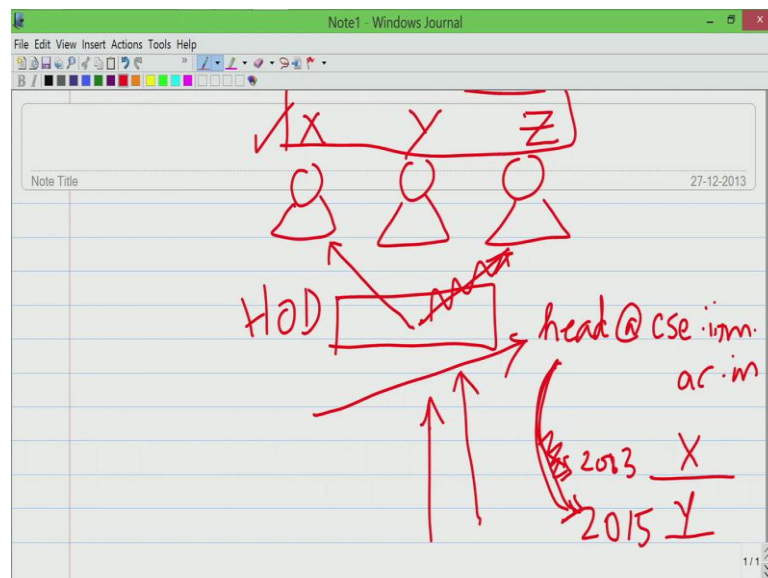 Note1 - Windows Journal
File Edit View Insert Actions Tools Help
B I
X Y Z
Note Title 27-12-2013
HOD
head@cse.iitm.
ac.in
2013 X
2015 Y
1 / 1